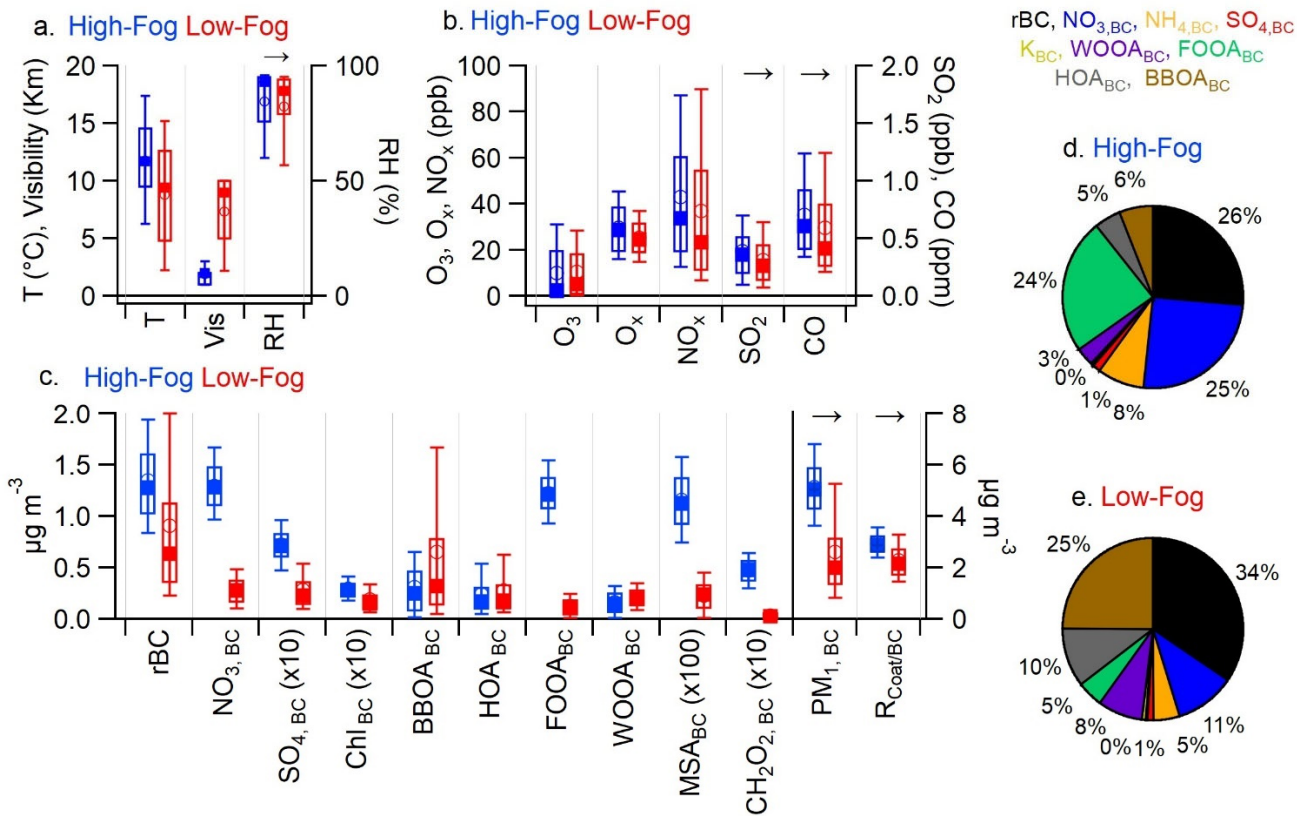 a. High-Fog Low-Fog
→
T (°C), Visibility (Km)
20
15
10
5
0
100
50
0
RH (%)
T
Vis
RH
b. High-Fog Low-Fog
→ →
O3, Ox, NOx (ppb)
100
80
60
40
20
0
2.0
1.5
1.0
0.5
0.0
SO2 (ppb), CO (ppm)
O3
Ox
NOx
SO2
CO
rBC, NO3,BC, NH4,BC, SO4,BC
KBC, WOOABC, FOOABC
HOABC, BBOABC
d. High-Fog
26%
25%
8%
1%
0%
3%
24%
5%
6%
c. High-Fog Low-Fog
→ →
µg m-3
2.0
1.5
1.0
0.5
0.0
8
6
4
2
0
µg m-3
rBC
NO3, BC
SO4, BC (x10)
ChlBC (x10)
BBOA BC
HOA BC
FOOABC
WOOA BC
MSABC (x100)
CH2O2, BC (x10)
PM1, BC
RCoat/BC
e. Low-Fog
34%
11%
5%
1%
0%
8%
5%
10%
25%